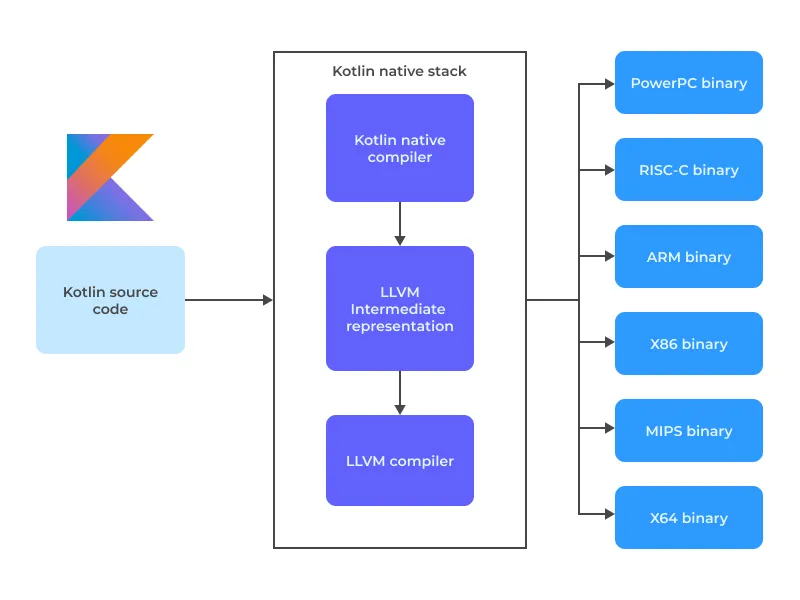 Kotlin native stack
Kotlin native
compiler
LLVM
Intermediate
representation
LLVM compiler
Kotlin source
code
PowerPC binary
RISC-C binary
ARM binary
X86 binary
MIPS binary
X64 binary